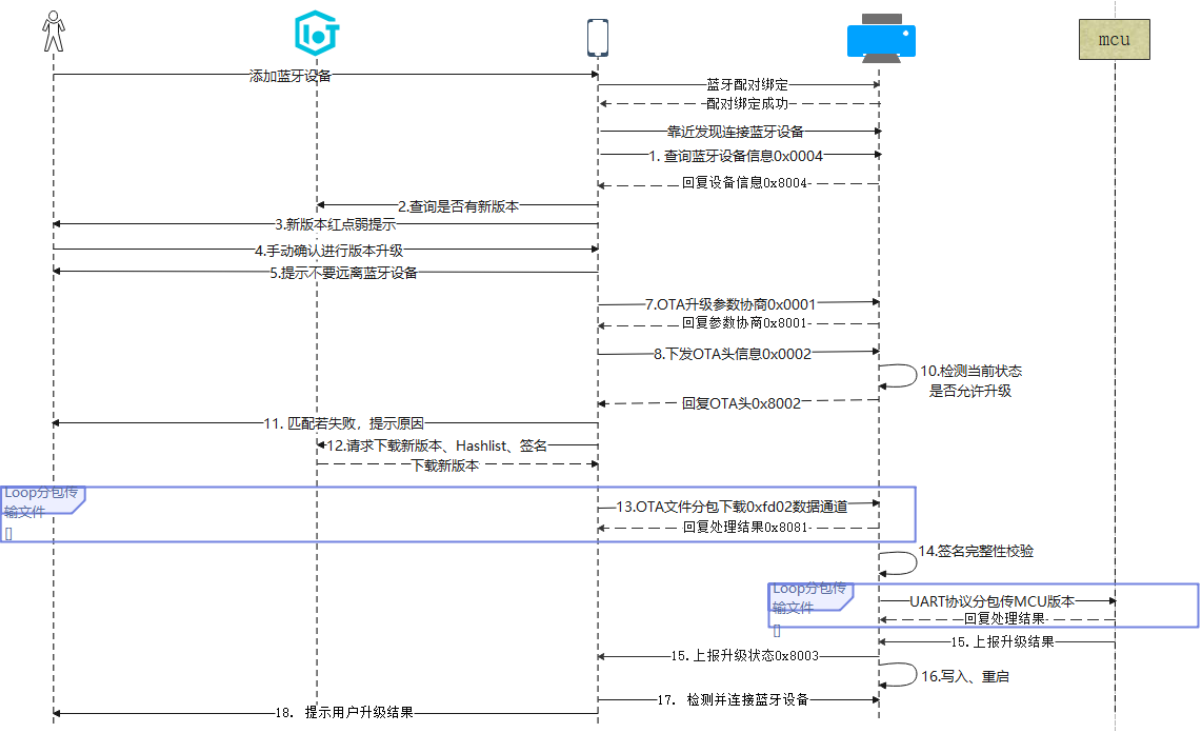 IoT
mcu
添加蓝牙设备
蓝牙配对绑定
配对绑定成功
靠近发现连接蓝牙设备
1. 查询蓝牙设备信息0x0004
回复设备信息0x8004
2.查询是否有新版本
3.新版本红点弱提示
4.手动确认进行版本升级
5.提示不要远离蓝牙设备
7.OTA升级参数协商0x0001
回复参数协商0x8001
8.下发OTA头信息0x0002
10.检测当前状态
是否允许升级
回复OTA头0x8002
11. 匹配若失败，提示原因
12.请求下载新版本、Hashlist、签名
下载新版本
Loop分包传
输文件
[]
13.OTA文件分包下载0xfd02数据通道
回复处理结果0x8081
14.签名完整性校验
Loop分包传
输文件
[]
UART协议分包传MCU版本
回复处理结果
15.上报升级结果
15.上报升级状态0x8003
16.写入、重启
17. 检测并连接蓝牙设备
18. 提示用户升级结果